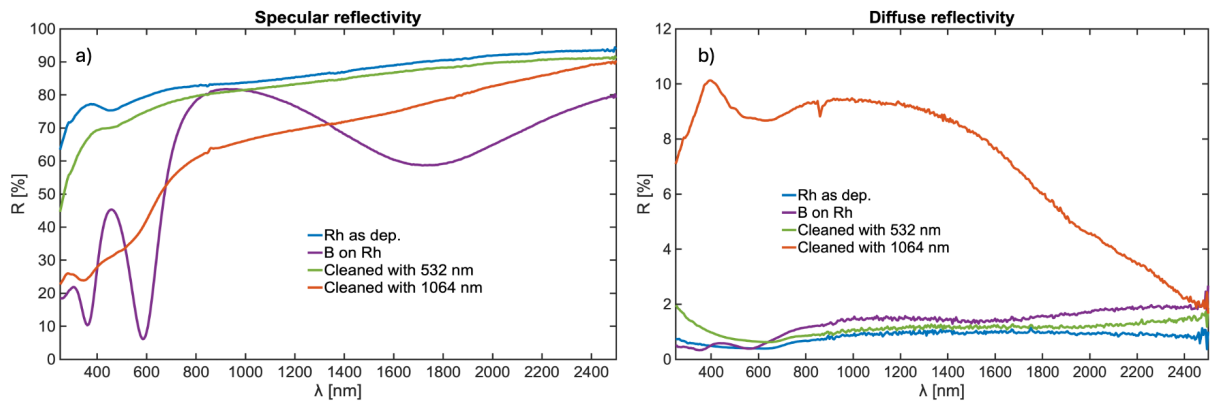 Specular reflectivity
a)
R [%]
100
90
80
70
60
50
40
30
20
10
0
Rh as dep.
B on Rh
Cleaned with 532 nm
Cleaned with 1064 nm
400 600 800 1000 1200 1400 1600 1800 2000 2200 2400
λ [nm]
Diffuse reflectivity
b)
R [%]
12
10
8
6
4
2
0
Rh as dep.
B on Rh
Cleaned with 532 nm
Cleaned with 1064 nm
400 600 800 1000 1200 1400 1600 1800 2000 2200 2400
λ [nm]